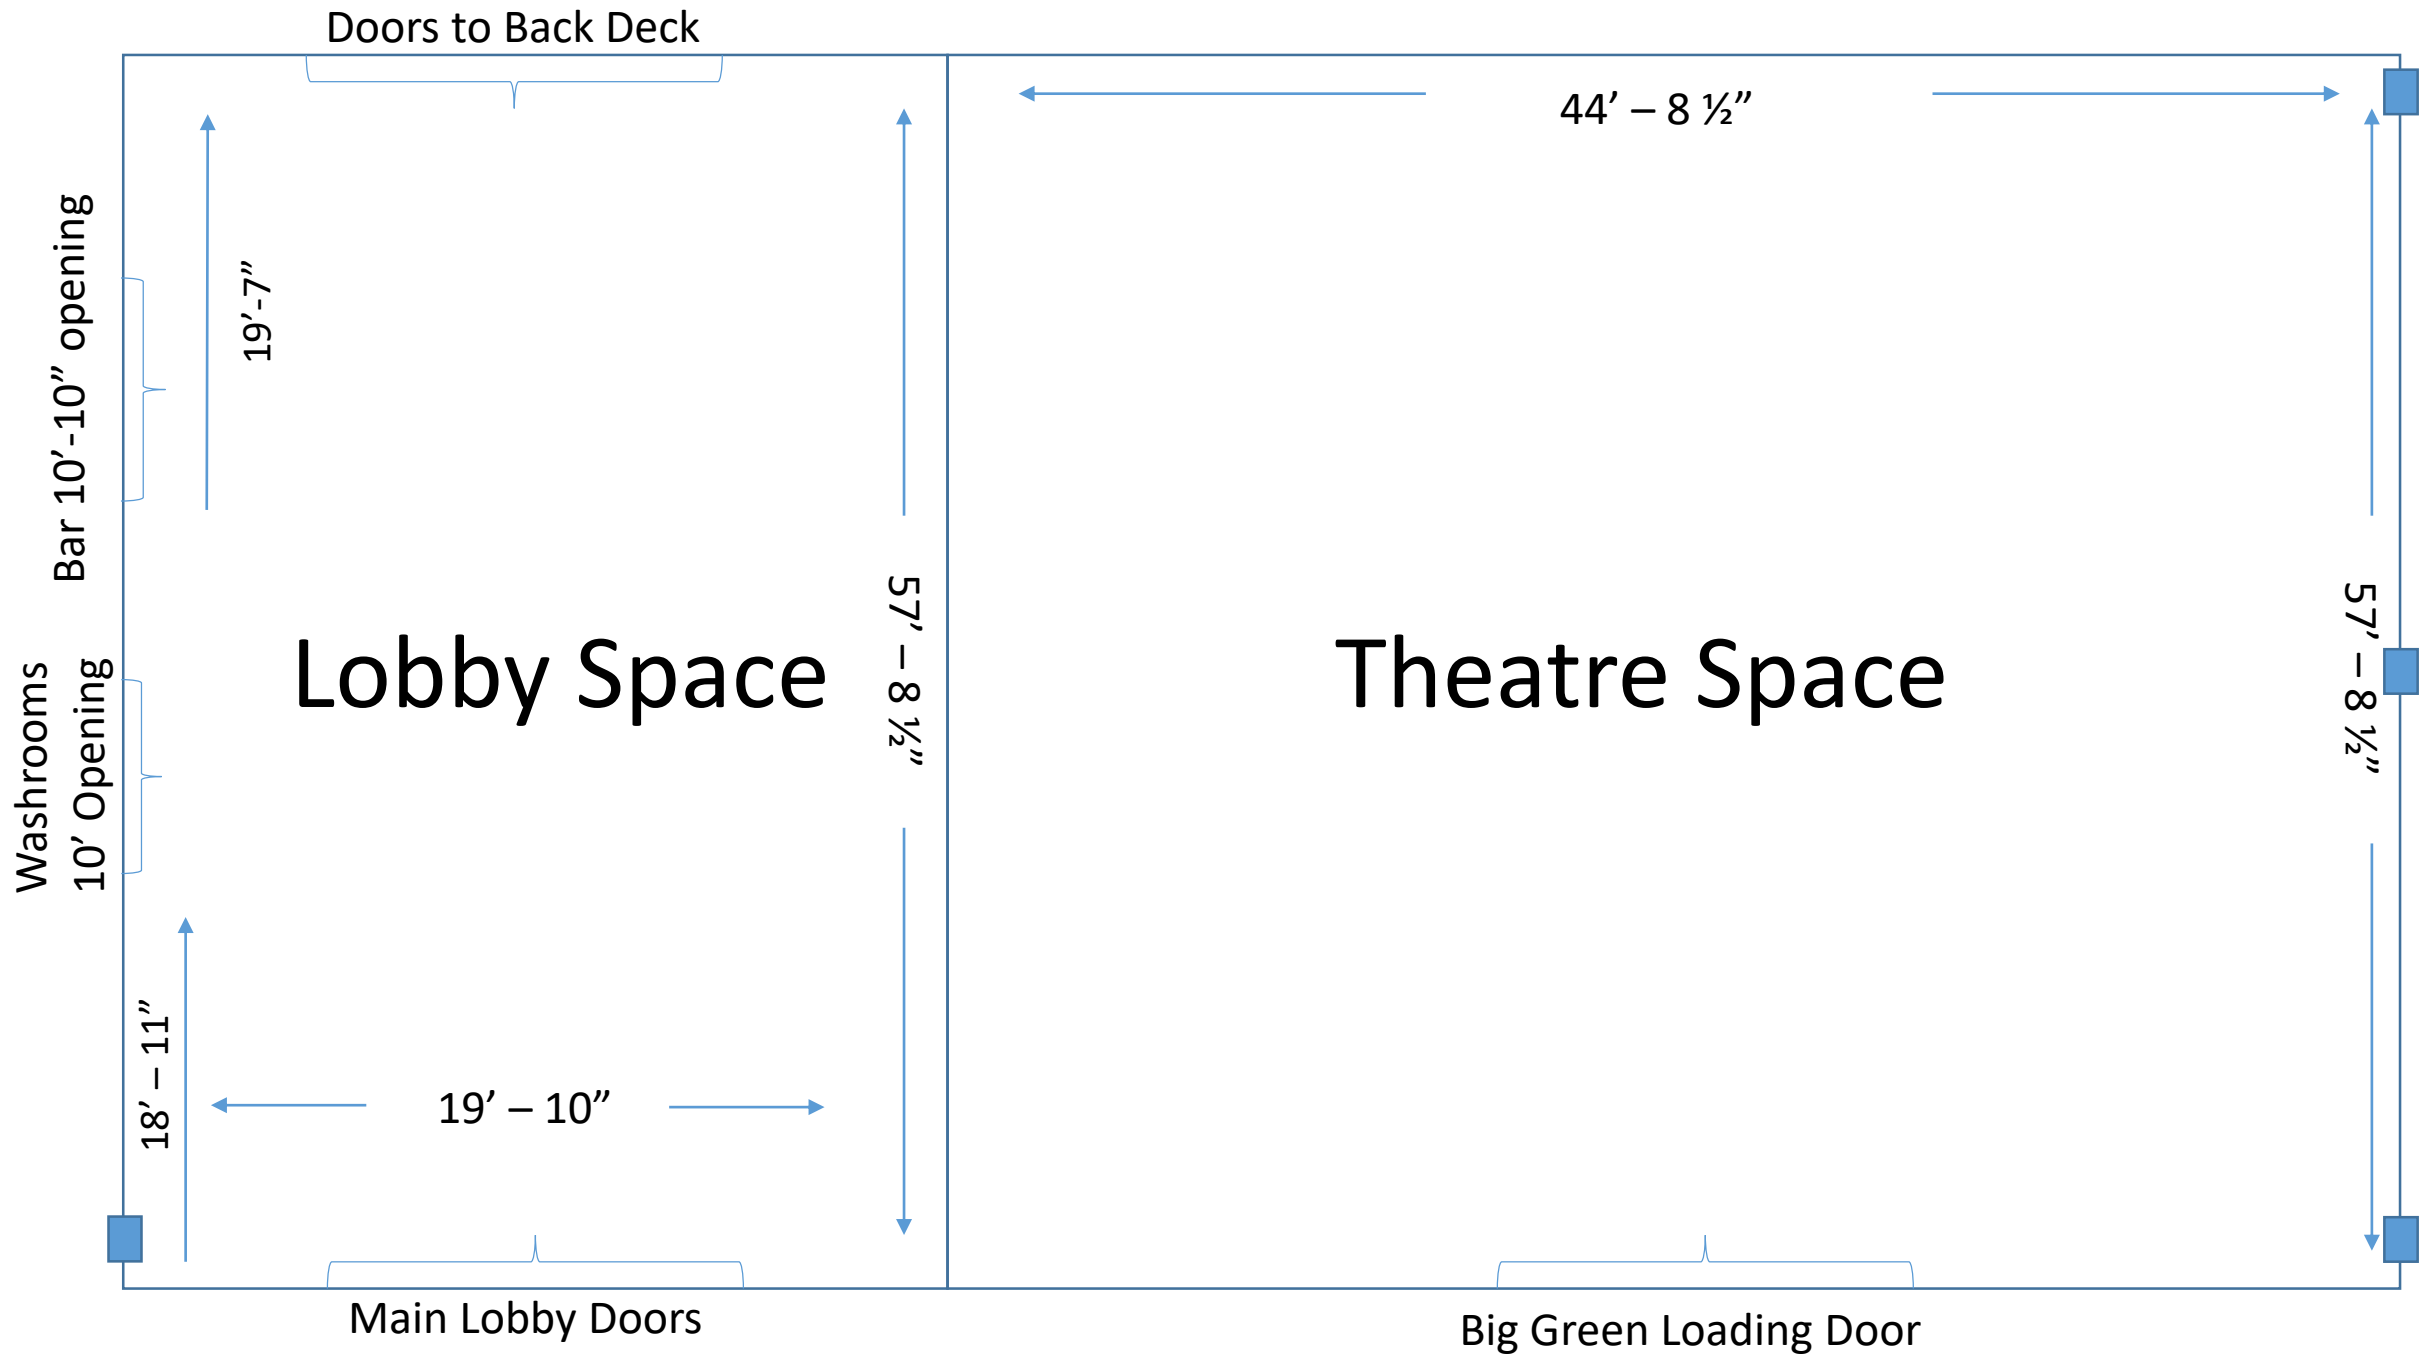 Doors to Back Deck
44’ – 8 ½”
Bar 10’-10” opening
19’-7”
57’ – 8 ½”
57’ – 8 ½”
Lobby Space
Theatre Space
Washrooms
10’ Opening
18’ – 11”
19’ – 10”
Main Lobby Doors
Big Green Loading Door